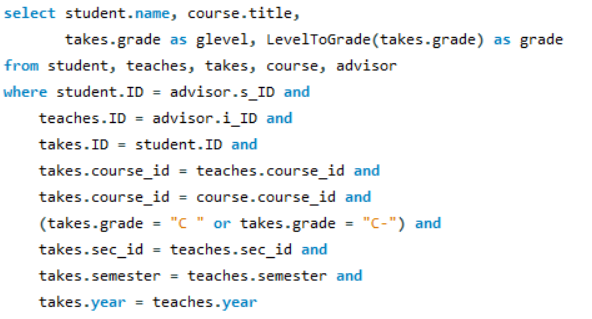 select student.name, course.title,
takes.grade as glevel, LevelToGrade(takes.grade) as grade
from student, teaches, takes, course, advisor
where student.ID = advisor.s_ID and
teaches.ID = advisor.i_ID and
takes.ID = student.ID and
takes.course_id = teaches.course_id and
takes.course_id = course.course_id and
(takes.grade = "C " or takes.grade = "C-") and
takes.sec_id = teaches.sec_id and
takes.semester = teaches.semester and
takes.year = teaches.year